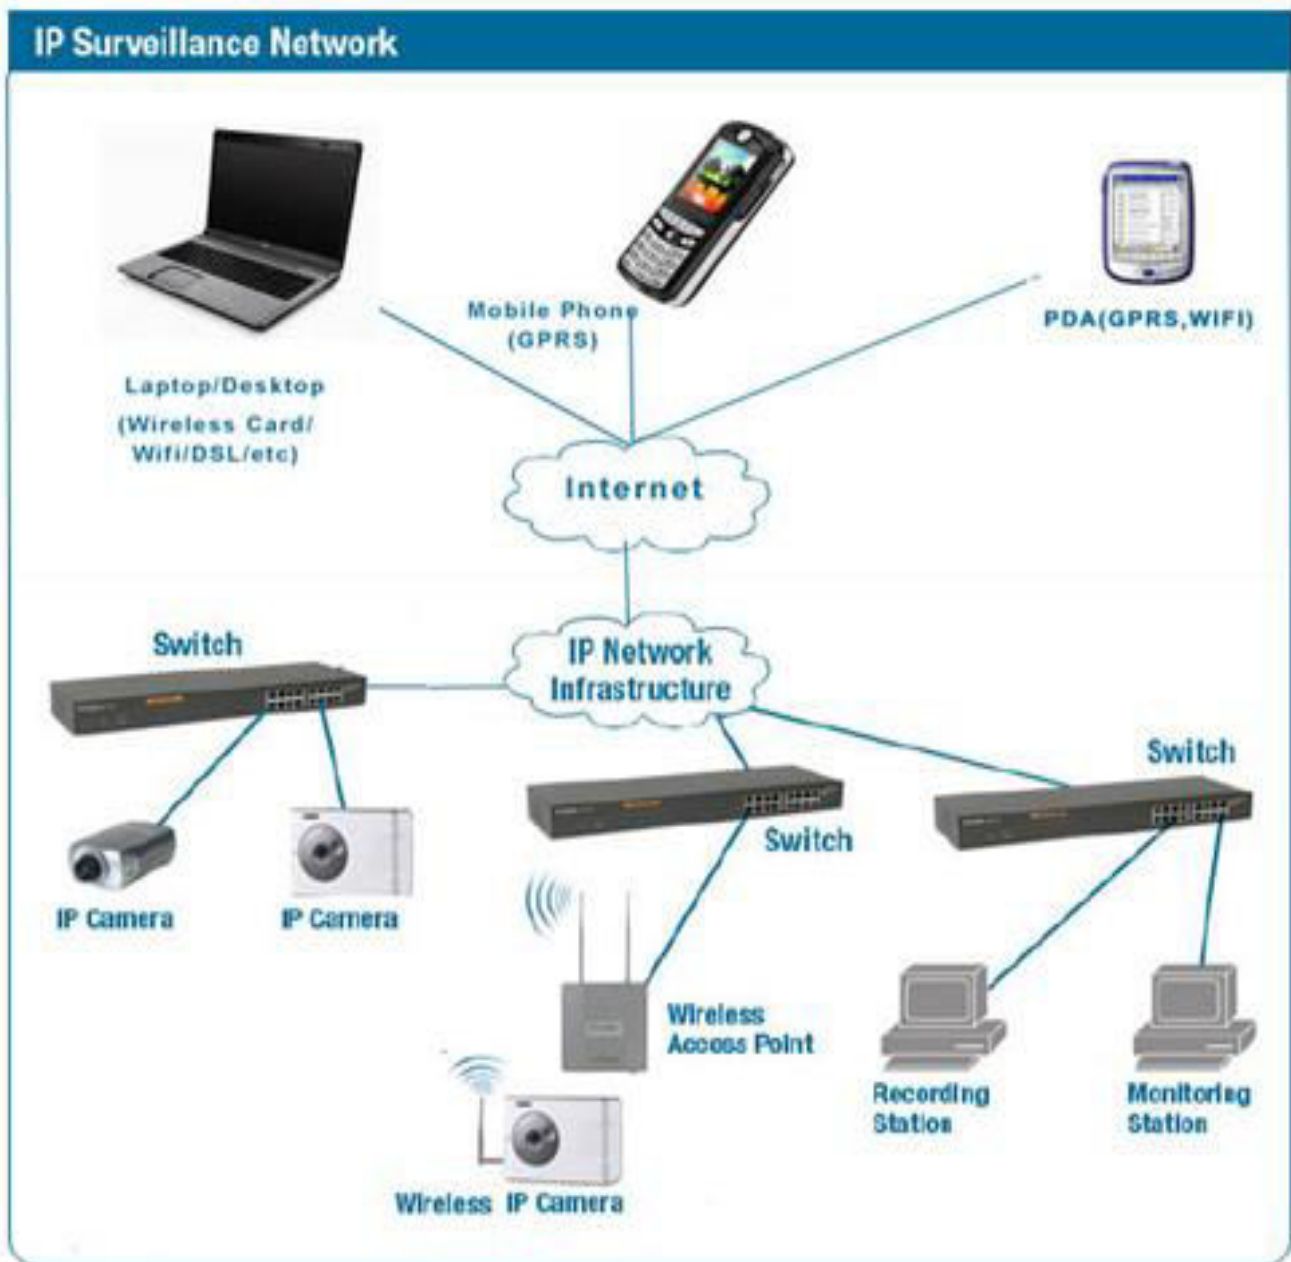 IP Surveillance Network
Mobile Phone
(GPRS)
PDA(GPRS,WIFI)
Laptop/Desktop
(Wireless Card/
Wifi/DSL/etc)
Internet
Switch
IP Network
Infrastructure
Switch
Switch
IP Camera
IP Camera
Wireless
Access Point
Recording
Station
Monitoring
Station
Wireless IP Camera